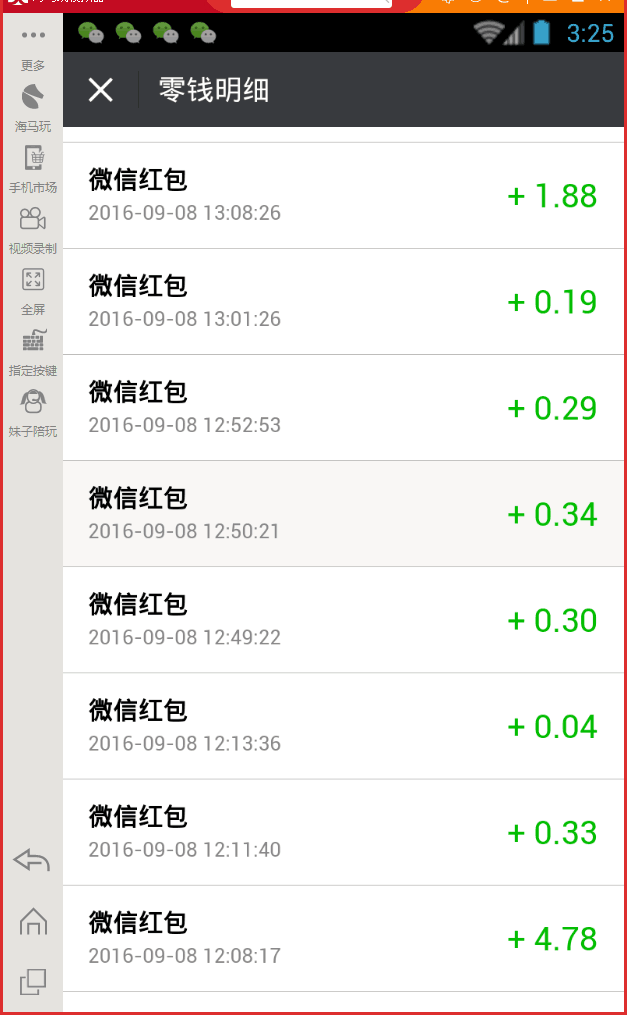 3:25
更多
零钱明细
海马玩
手机市场
视频录制
全屏
指定按键
妹子陪玩
微信红包
2016-09-08 13:08:26
+ 1.88
微信红包
2016-09-08 13:01:26
+ 0.19
微信红包
2016-09-08 12:52:53
+ 0.29
微信红包
2016-09-08 12:50:21
+ 0.34
微信红包
2016-09-08 12:49:22
+ 0.30
微信红包
2016-09-08 12:13:36
+ 0.04
微信红包
2016-09-08 12:11:40
+ 0.33
微信红包
2016-09-08 12:08:17
+ 4.78